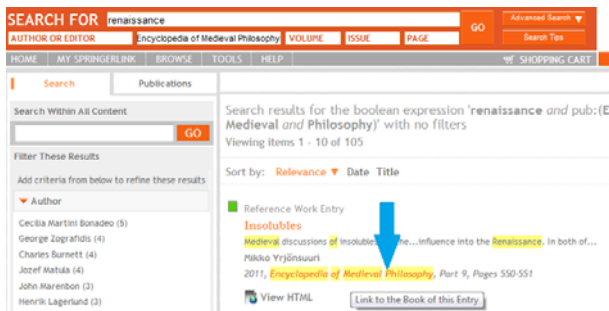 SEARCH FOR renaissance GO Advanced Search ▼
AUTHOR OR EDITOR Encyclopedia of Medieval Philosophy VOLUME ISSUE PAGE Search Tips
HOME MY SPRINGERLINK BROWSE TOOLS HELP SHOPPING CART
Search Publications
Search Within All Content
GO
Filter These Results
Add criteria from below to refine these results
Author
Cecilia Martini Bonadeo (5)
George Zografidis (4)
Charles Burnett (4)
Jozef Matula (4)
John Marenbon (3)
Henrik Lagerlund (3)
Search results for the boolean expression 'renaissance and pub:(E
Medieval and Philosophy)' with no filters
Viewing items 1 - 10 of 105
Sort by: Relevance ▼ Date Title
Reference Work Entry
Insolubles
Medieval discussions of insolubles he...influence into the Renaissance. In both of...
Mikko Yrjönsuuri
2011, Encyclopedia of Medieval Philosophy, Part 9, Pages 550-551
View HTML Link to the Book of this Entry